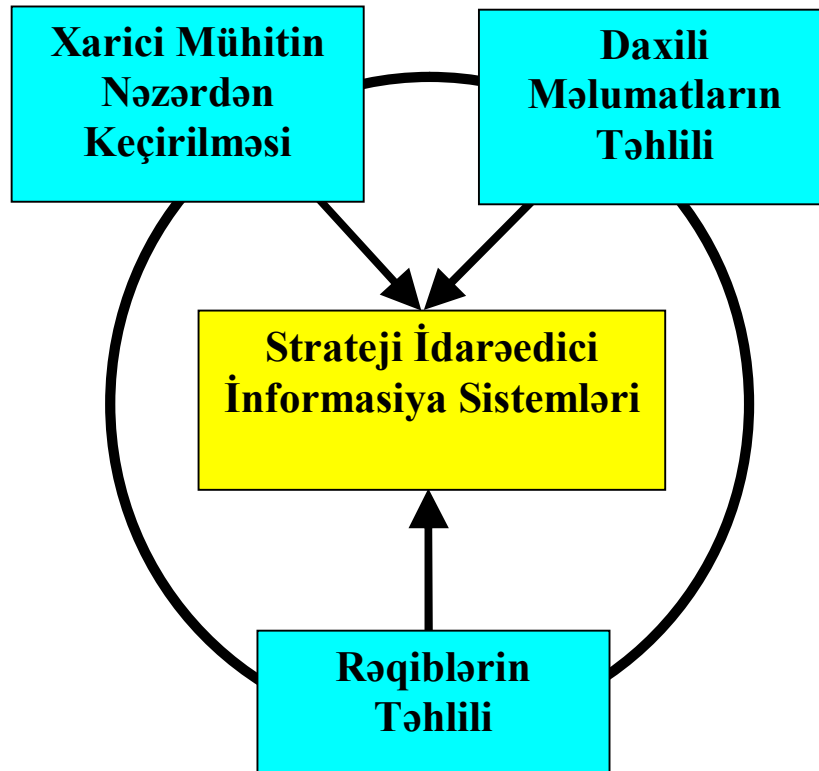 Xarici Mühitin
Nəzərdən
Keçirilməsi
Daxili
Məlumatların
Təhlili
Strateji İdarəedici
İnformasiya Sistemləri
Rəqiblərin
Təhlili